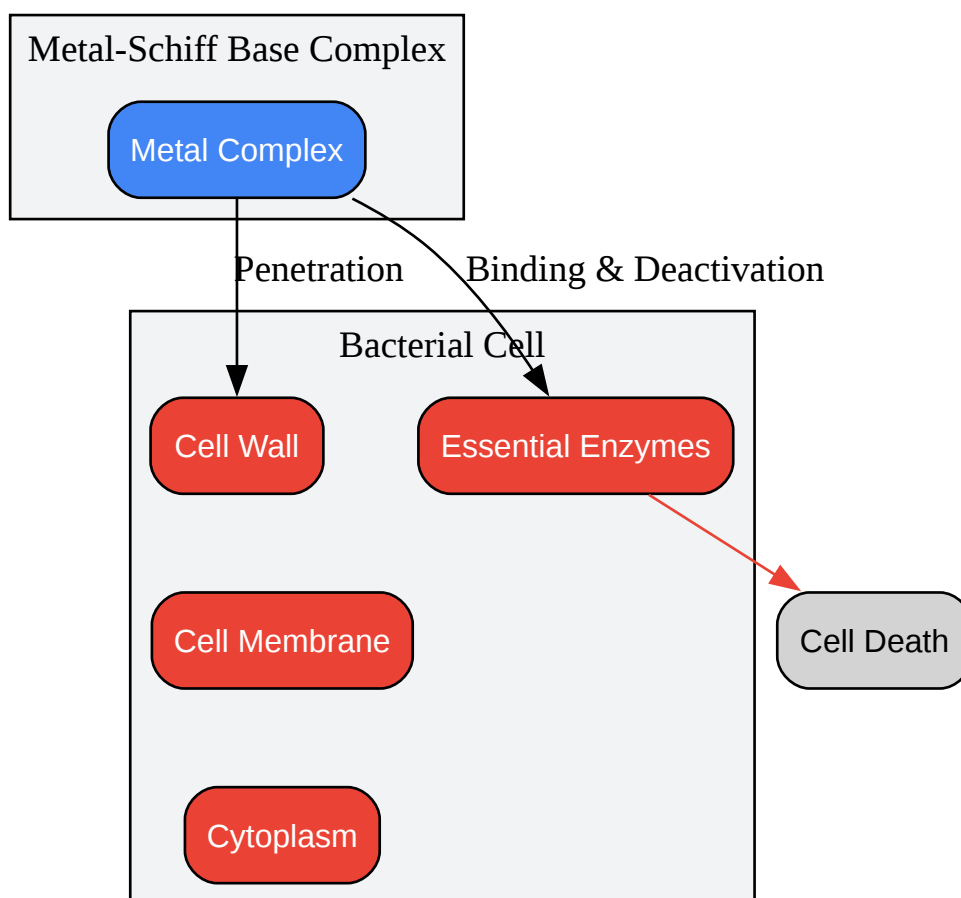 Metal-Schiff Base Complex
Metal Complex
Penetration
Binding & Deactivation
Bacterial Cell
Cell Wall
Essential Enzymes
Cell Membrane
Cell Death
Cytoplasm